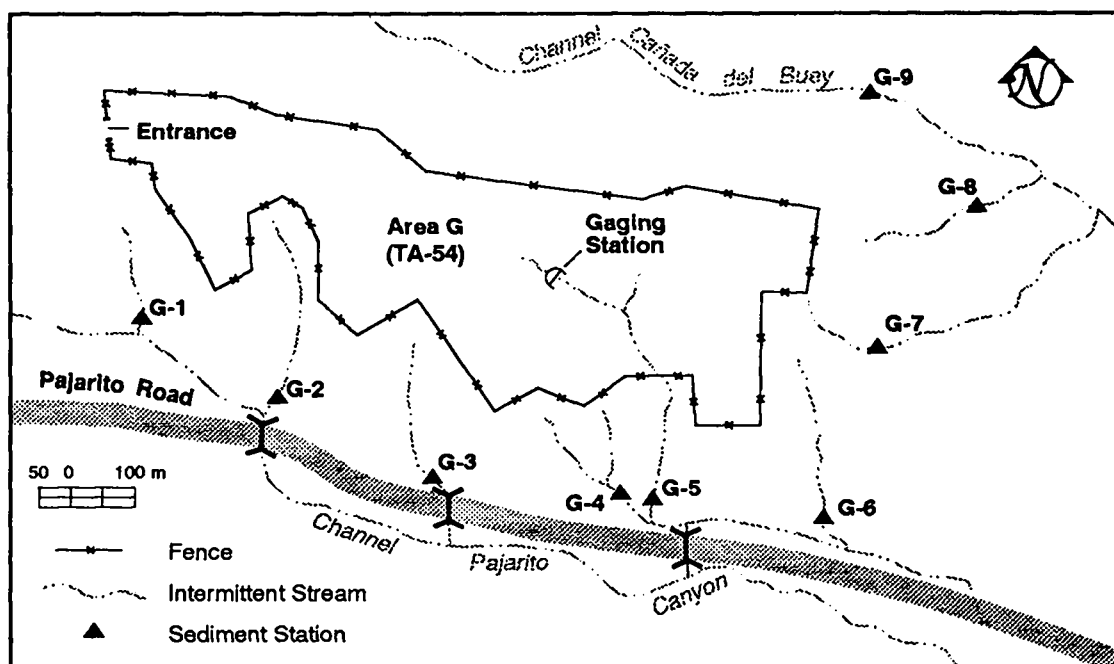 Channel Cañada del Buey
G-9
N
Entrance
G-8
Area G
(TA-54)
Gaging
Station
G-1
G-7
Pajarito Road
G-2
50 0 100 m
G-3
G-4
G-5
G-6
Channel Pajarito Canyon
Fence
Intermittent Stream
Sediment Station